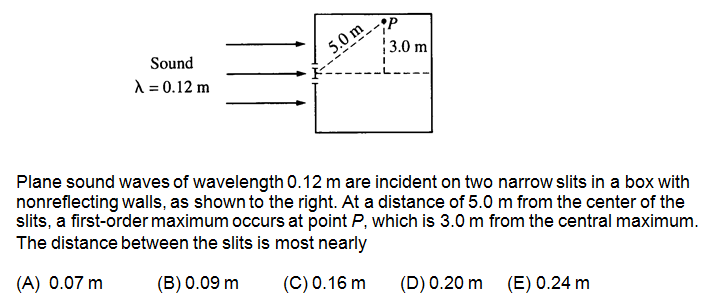 P
5.0 m
3.0 m
Sound
λ = 0.12 m
Plane sound waves of wavelength 0.12 m are incident on two narrow slits in a box with
nonreflecting walls, as shown to the right. At a distance of 5.0 m from the center of the
slits, a first-order maximum occurs at point P, which is 3.0 m from the central maximum.
The distance between the slits is most nearly
(A) 0.07 m (B) 0.09 m (C) 0.16 m (D) 0.20 m (E) 0.24 m